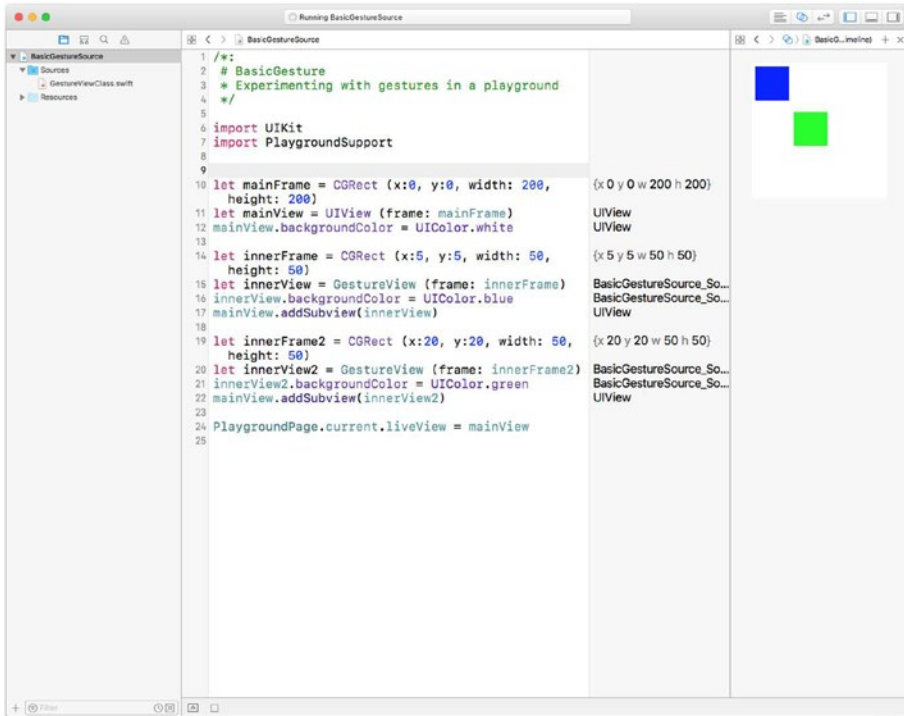 Running BasicGestureSource
BasicGestureSource
Sources
GestureViewClass.swift
Resources
Filter
BasicGestureSource
1 /*:
2 # BasicGesture
3 * Experimenting with gestures in a playground
4 */
5
6 import UIKit
7 import PlaygroundSupport
8
9
10 let mainFrame = CGRect (x:0, y:0, width: 200,
height: 200)
11 let mainView = UIView (frame: mainFrame)
12 mainView.backgroundColor = UIColor.white
13
14 let innerFrame = CGRect (x:5, y:5, width: 50,
height: 50)
15 let innerView = GestureView (frame: innerFrame)
16 innerView.backgroundColor = UIColor.blue
17 mainView.addSubview(innerView)
18
19 let innerFrame2 = CGRect (x:20, y:20, width: 50,
height: 50)
20 let innerView2 = GestureView (frame: innerFrame2)
21 innerView2.backgroundColor = UIColor.green
22 mainView.addSubview(innerView2)
23
24 PlaygroundPage.current.liveView = mainView
25
{x 0 y 0 w 200 h 200}
UIView
UIView
{x 5 y 5 w 50 h 50}
BasicGestureSource_So...
BasicGestureSource_So...
UIView
{x 20 y 20 w 50 h 50}
BasicGestureSource_So...
BasicGestureSource_So...
UIView
BasicG...imeline)